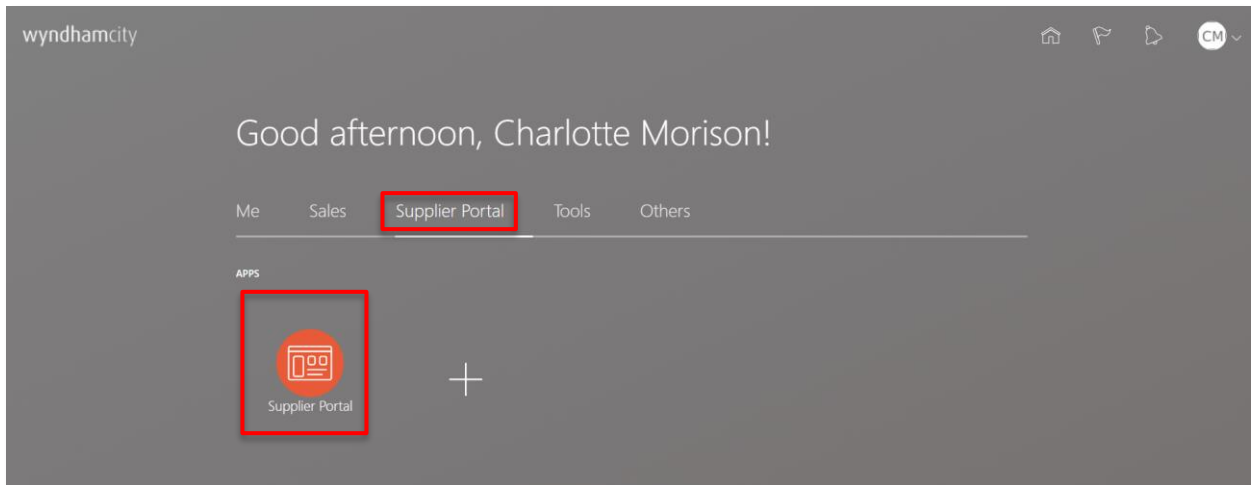 wyndhamcity
CM
Good afternoon, Charlotte Morison!
Me Sales Supplier Portal Tools Others
APPS
Supplier Portal